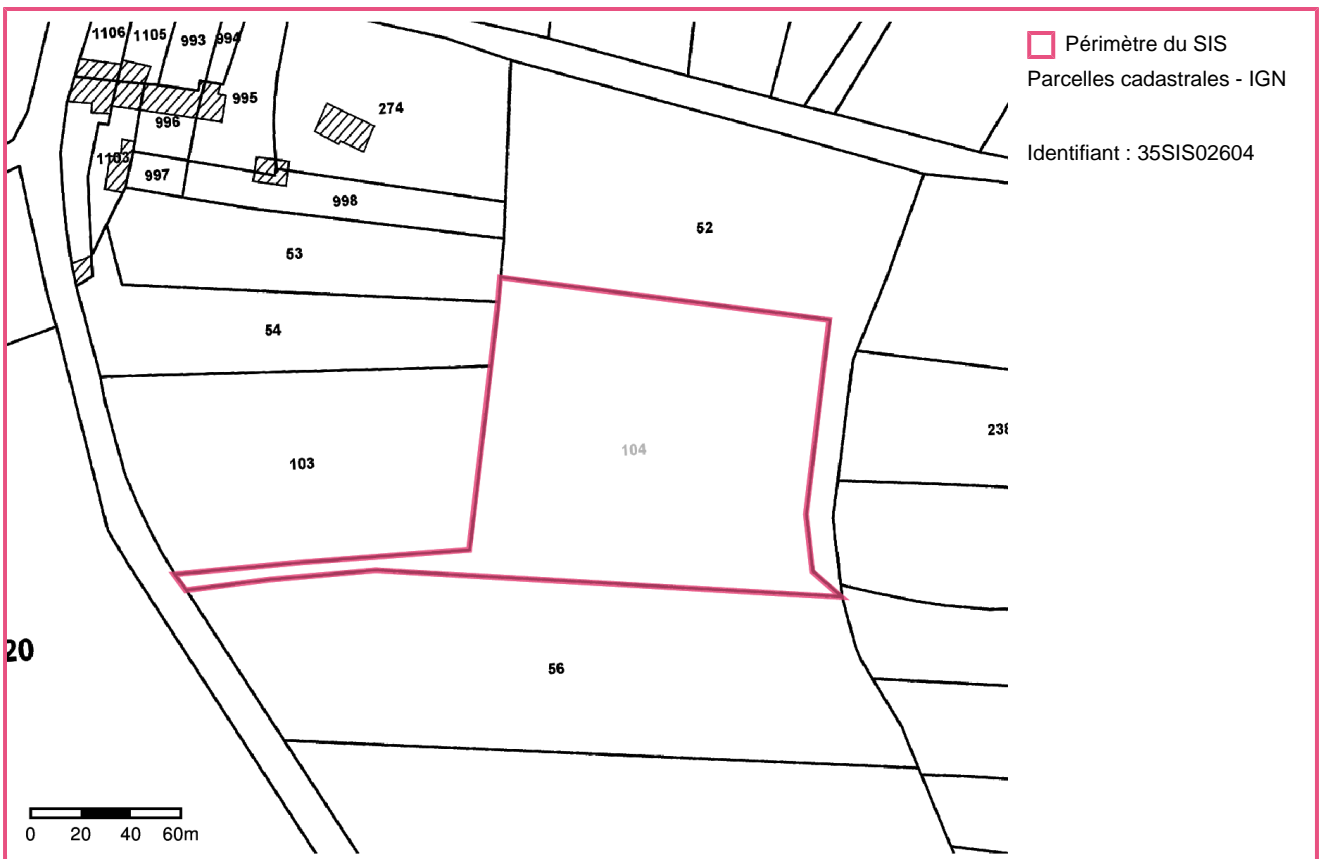 1106 1105 993 994
995
274
996
1103
997
998
52
53
54
103
104
238
20
56
0 20 40 60m
Périmètre du SIS
Parcelles cadastrales - IGN
Identifiant : 35SIS02604